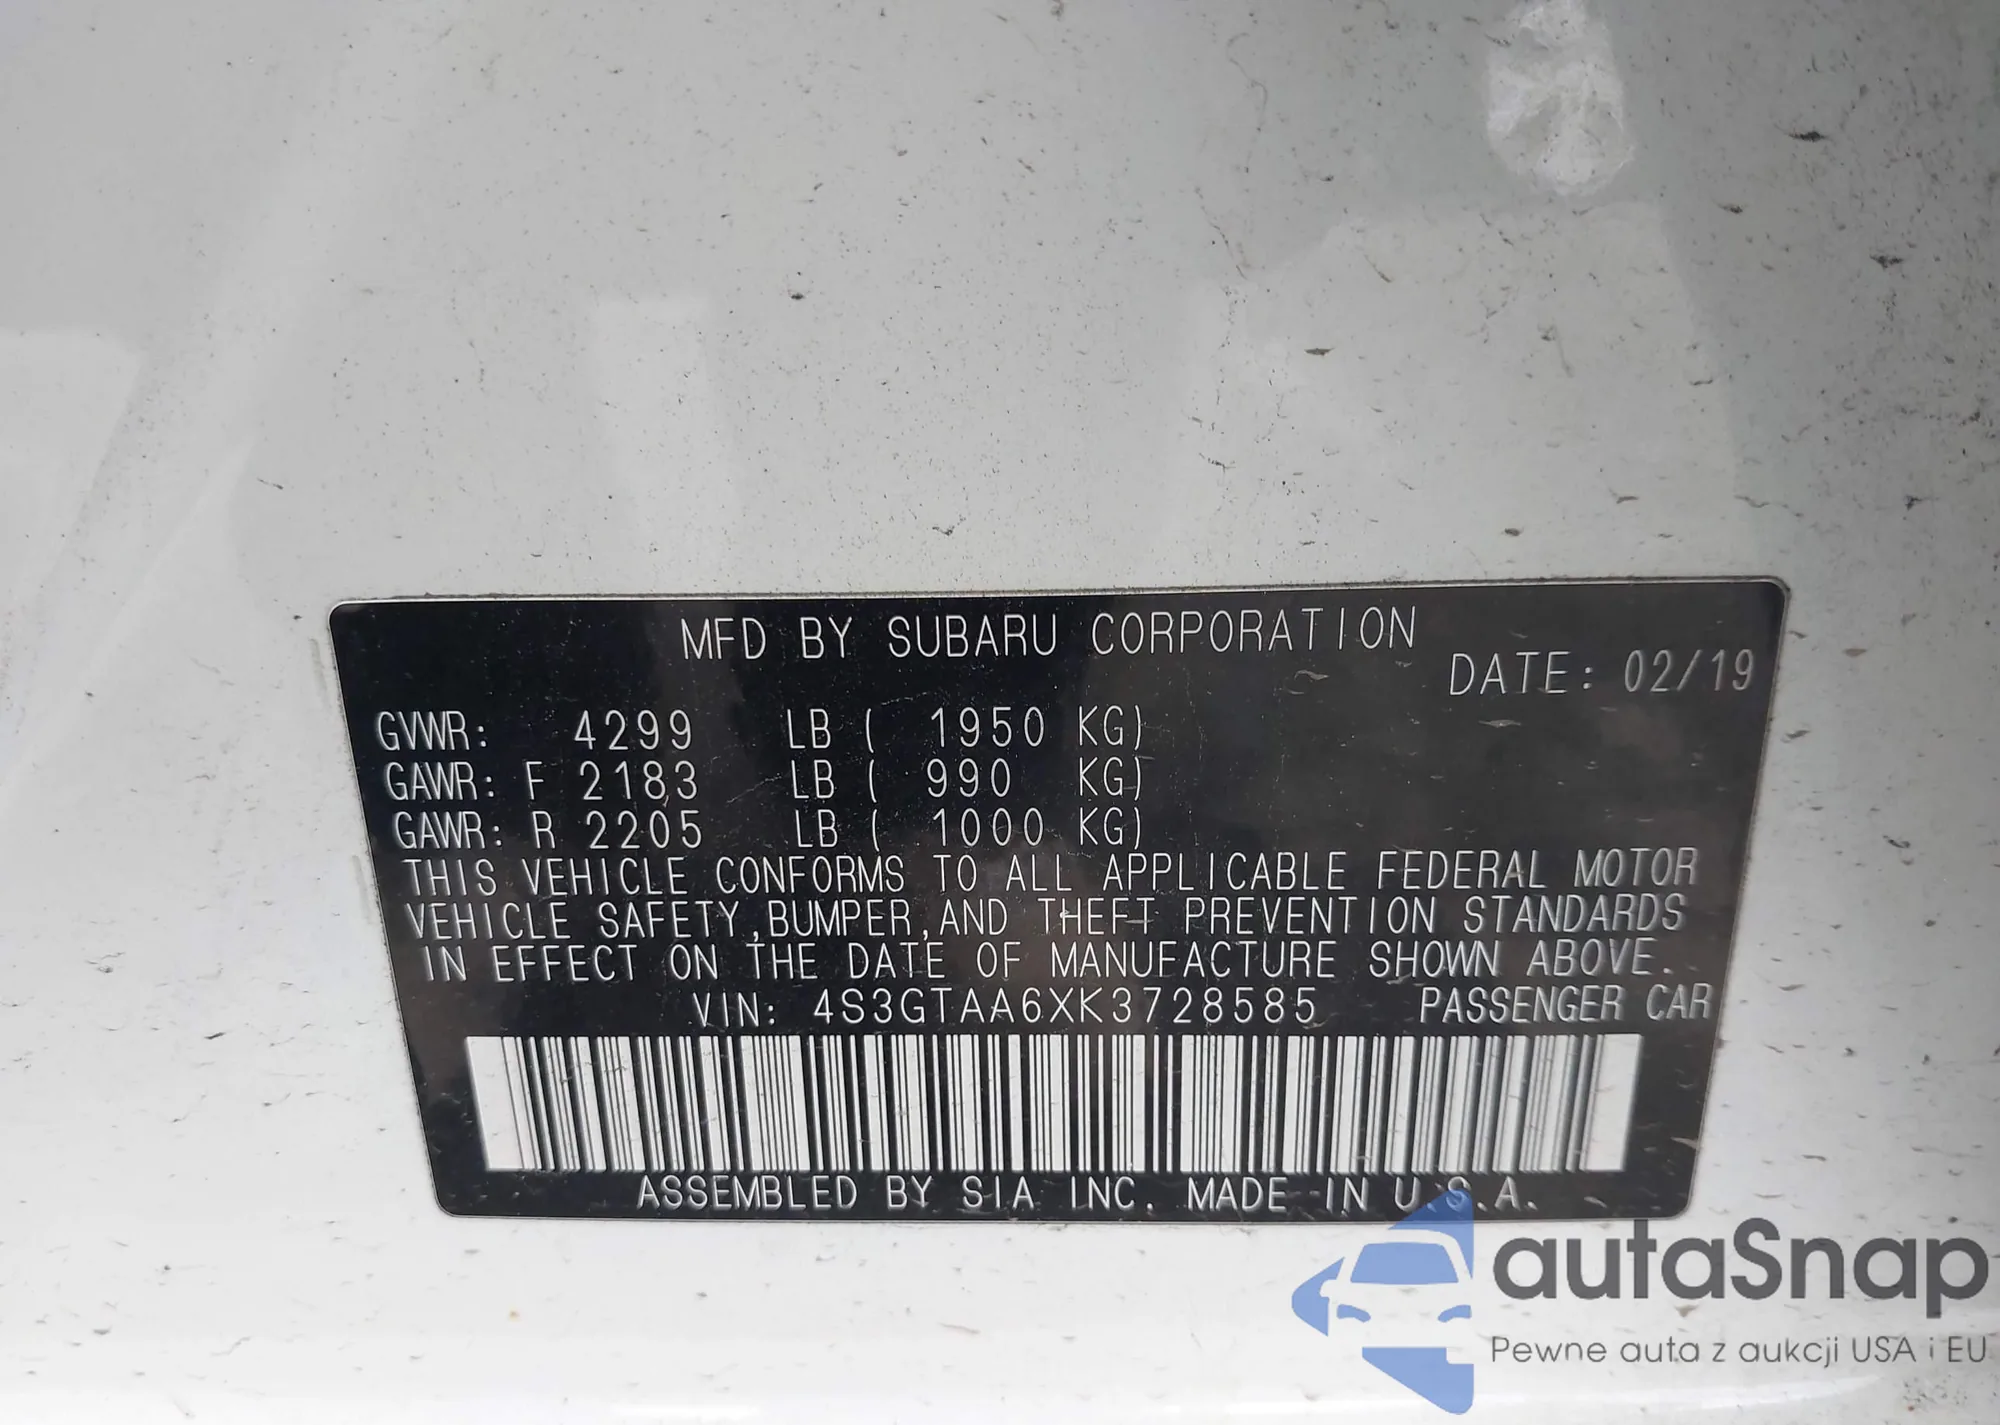 MFD BY SUBARU CORPORATION
DATE: 02/19
GVWR: 4299 LB ( 1950 KG)
GAWR: F 2183 LB ( 990 KG)
GAWR: R 2205 LB ( 1000 KG)
THIS VEHICLE CONFORMS TO ALL APPLICABLE FEDERAL MOTOR
VEHICLE SAFETY,BUMPER,AND THEFT PREVENTION STANDARDS
IN EFFECT ON THE DATE OF MANUFACTURE SHOWN ABOVE.
VIN: 4S3GTAA6XK3728585 PASSENGER CAR
ASSEMBLED BY SIA INC. MADE IN U.S.A.
autaSnap
Pewne auta z aukcji USA i EU